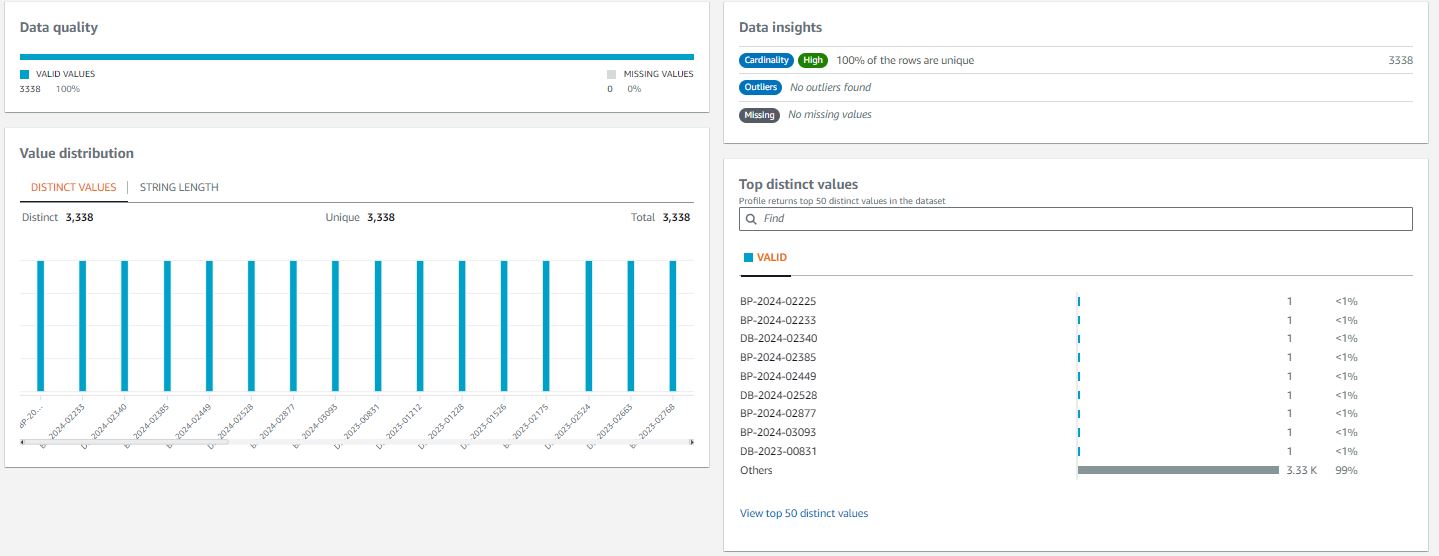 Data quality
VALID VALUES
MISSING VALUES
3338 100%
0 0%
Value distribution
DISTINCT VALUES
STRING LENGTH
Distinct 3,338
Unique 3,338
Total 3,338
2024-02233
2024-02340
2024-02385
2024-02449
2024-02528
2024-02877
2024-03093
2023-00831
2023-01212
2023-01228
2023-01526
2023-02175
2023-02524
2023-02663
2023-02768
Data insights
Cardinality High 100% of the rows are unique 3338
Outliers No outliers found
Missing No missing values
Top distinct values
Profile returns top 50 distinct values in the dataset
Find
VALID
BP-2024-02225 1 <1%
BP-2024-02233 1 <1%
DB-2024-02340 1 <1%
BP-2024-02385 1 <1%
BP-2024-02449 1 <1%
DB-2024-02528 1 <1%
BP-2024-02877 1 <1%
BP-2024-03093 1 <1%
DB-2023-00831 1 <1%
Others 3.33 K 99%
View top 50 distinct values